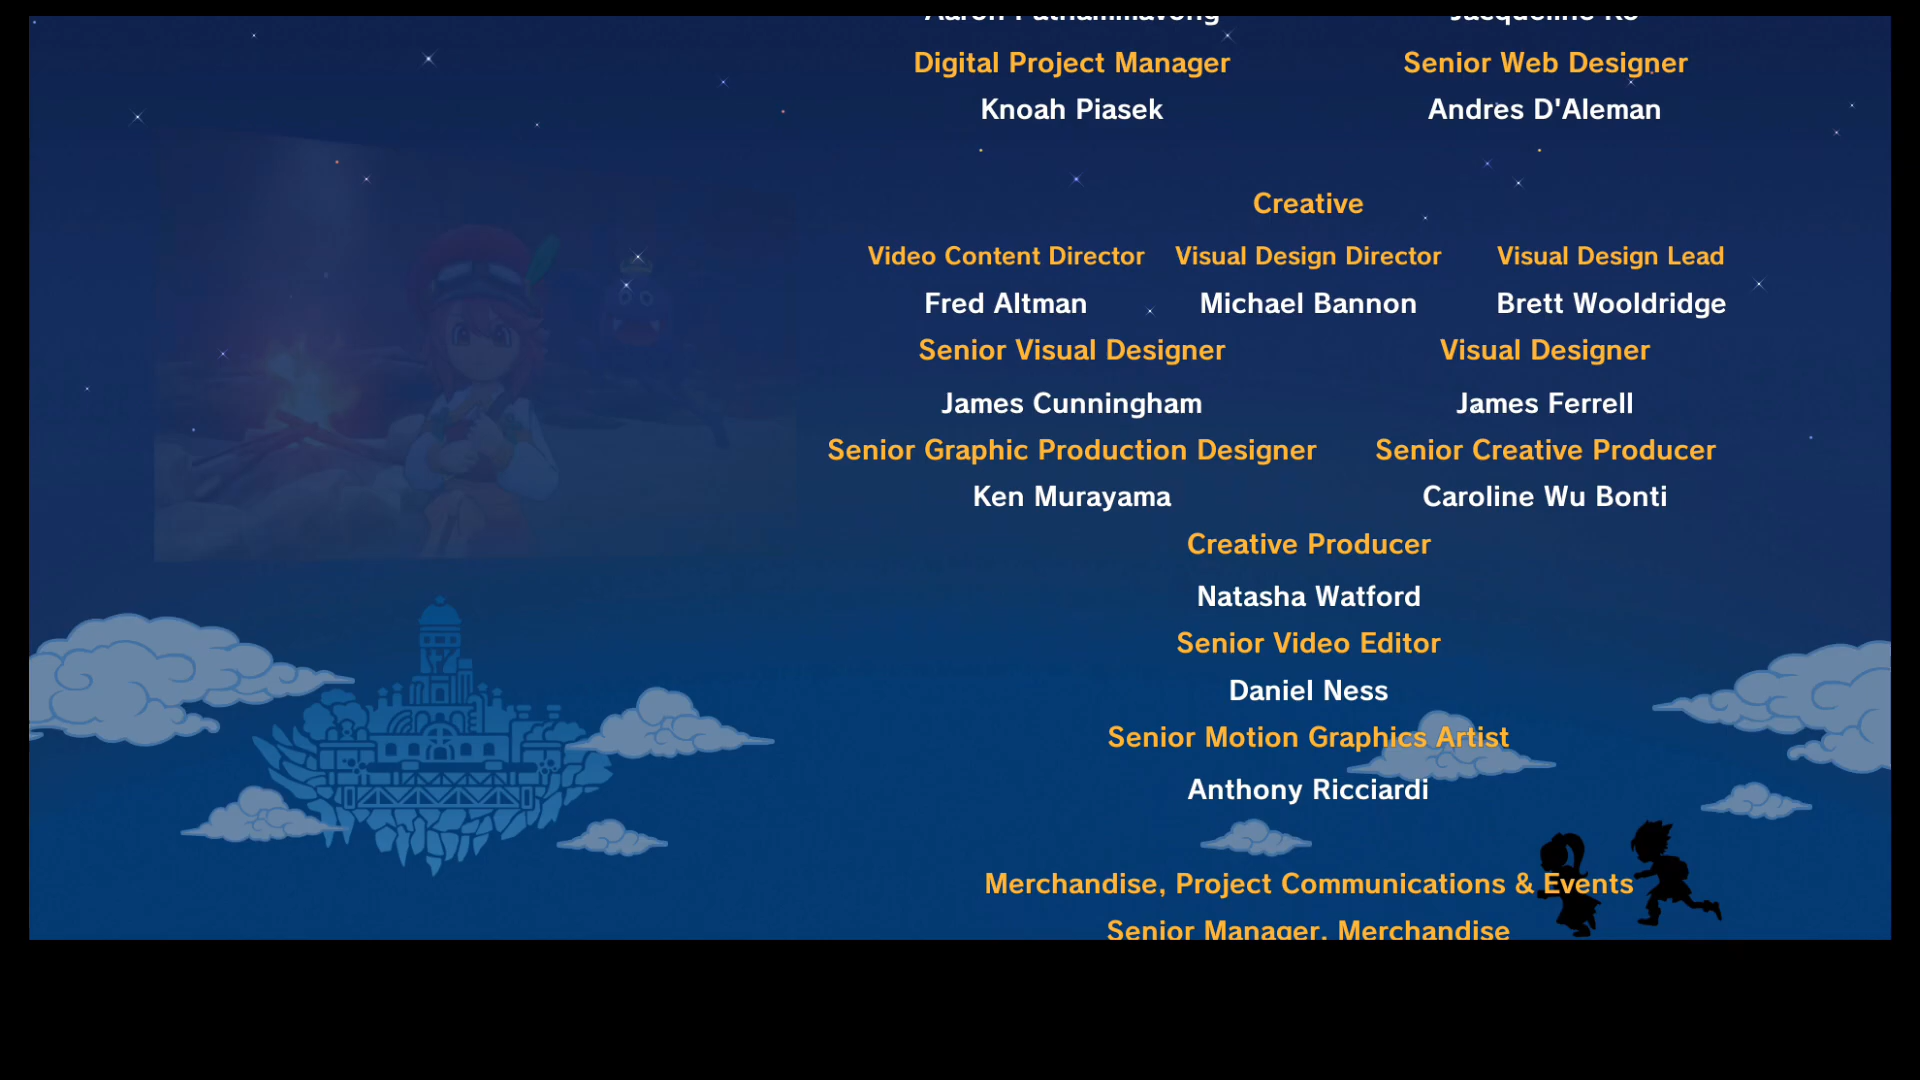 Digital Project Manager Senior Web Designer
Knoah Piasek Andres D'Aleman
Creative
Video Content Director Visual Design Director Visual Design Lead
Fred Altman Michael Bannon Brett Wooldridge
Senior Visual Designer Visual Designer
James Cunningham James Ferrell
Senior Graphic Production Designer Senior Creative Producer
Ken Murayama Caroline Wu Bonti
Creative Producer
Natasha Watford
Senior Video Editor
Daniel Ness
Senior Motion Graphics Artist
Anthony Ricciardi
Merchandise, Project Communications & Events
Senior Manager, Merchandise